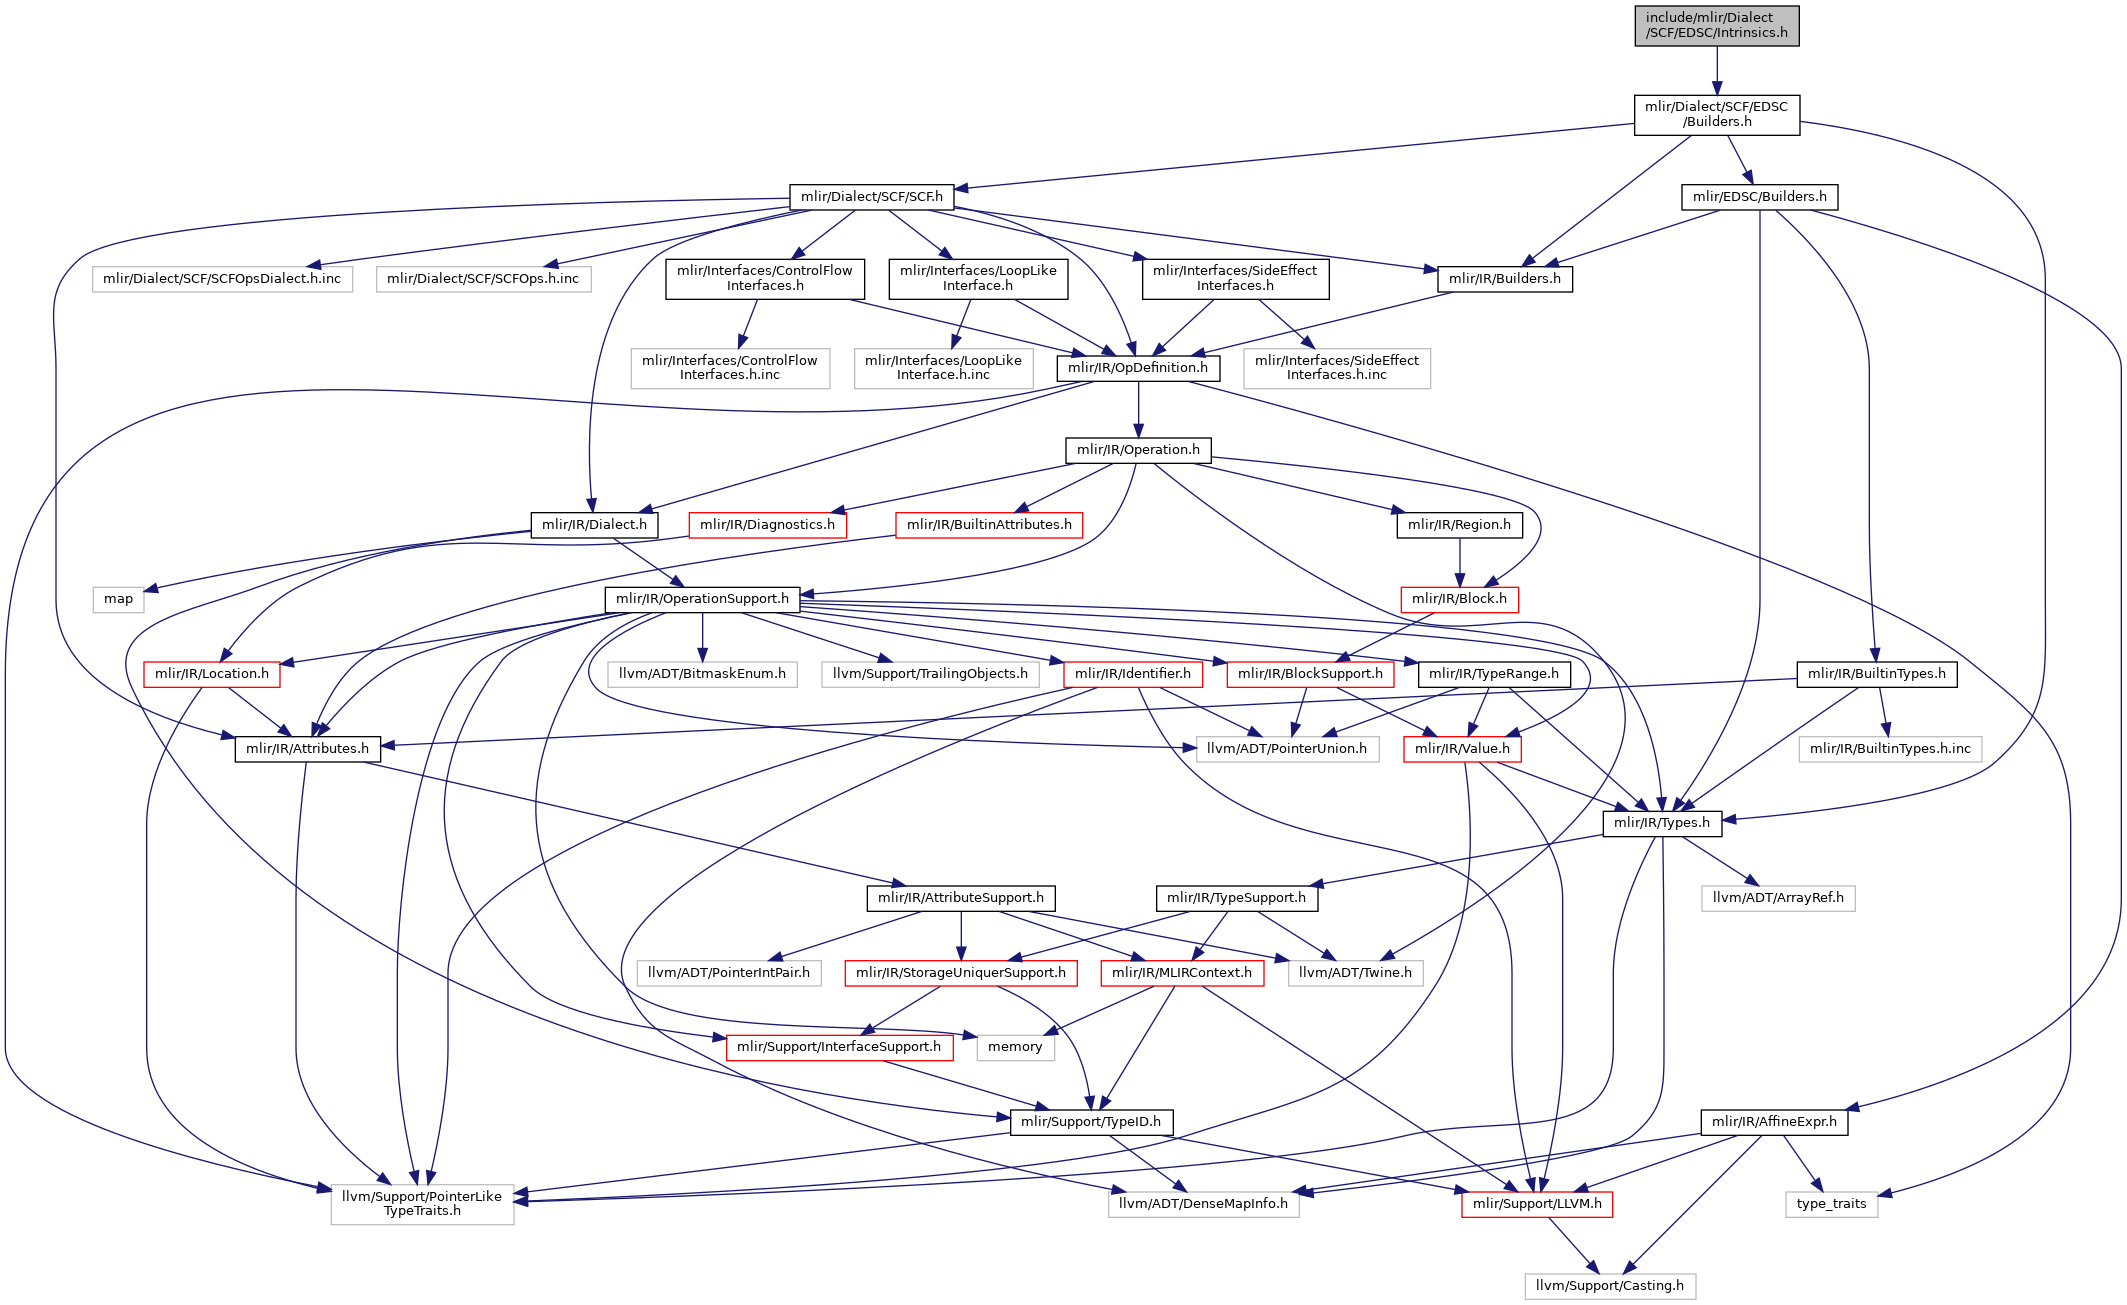 include/mlir/Dialect
/SCF/EDSC/Intrinsics.h
mlir/Dialect/SCF/EDSC
/Builders.h
mlir/Dialect/SCF/SCF.h
mlir/EDSC/Builders.h
mlir/Dialect/SCF/SCFOpsDialect.h.inc
mlir/Dialect/SCF/SCFOps.h.inc
mlir/Interfaces/ControlFlow
Interfaces.h
mlir/Interfaces/LoopLike
Interface.h
mlir/Interfaces/SideEffect
Interfaces.h
mlir/IR/Builders.h
mlir/Interfaces/ControlFlow
Interfaces.h.inc
mlir/Interfaces/LoopLike
Interface.h.inc
mlir/IR/OpDefinition.h
mlir/Interfaces/SideEffect
Interfaces.h.inc
mlir/IR/Operation.h
mlir/IR/Dialect.h
mlir/IR/Diagnostics.h
mlir/IR/BuiltinAttributes.h
mlir/IR/Region.h
map
mlir/IR/OperationSupport.h
mlir/IR/Block.h
mlir/IR/Location.h
llvm/ADT/BitmaskEnum.h
llvm/Support/TrailingObjects.h
mlir/IR/Identifier.h
mlir/IR/BlockSupport.h
mlir/IR/TypeRange.h
mlir/IR/BuiltinTypes.h
mlir/IR/Attributes.h
llvm/ADT/PointerUnion.h
mlir/IR/Value.h
mlir/IR/BuiltinTypes.h.inc
mlir/IR/Types.h
mlir/IR/AttributeSupport.h
mlir/IR/TypeSupport.h
llvm/ADT/ArrayRef.h
llvm/ADT/PointerIntPair.h
mlir/IR/StorageUniquerSupport.h
mlir/IR/MLIRContext.h
llvm/ADT/Twine.h
mlir/Support/InterfaceSupport.h
memory
mlir/Support/TypeID.h
mlir/IR/AffineExpr.h
llvm/Support/PointerLike
TypeTraits.h
llvm/ADT/DenseMapInfo.h
mlir/Support/LLVM.h
type_traits
llvm/Support/Casting.h